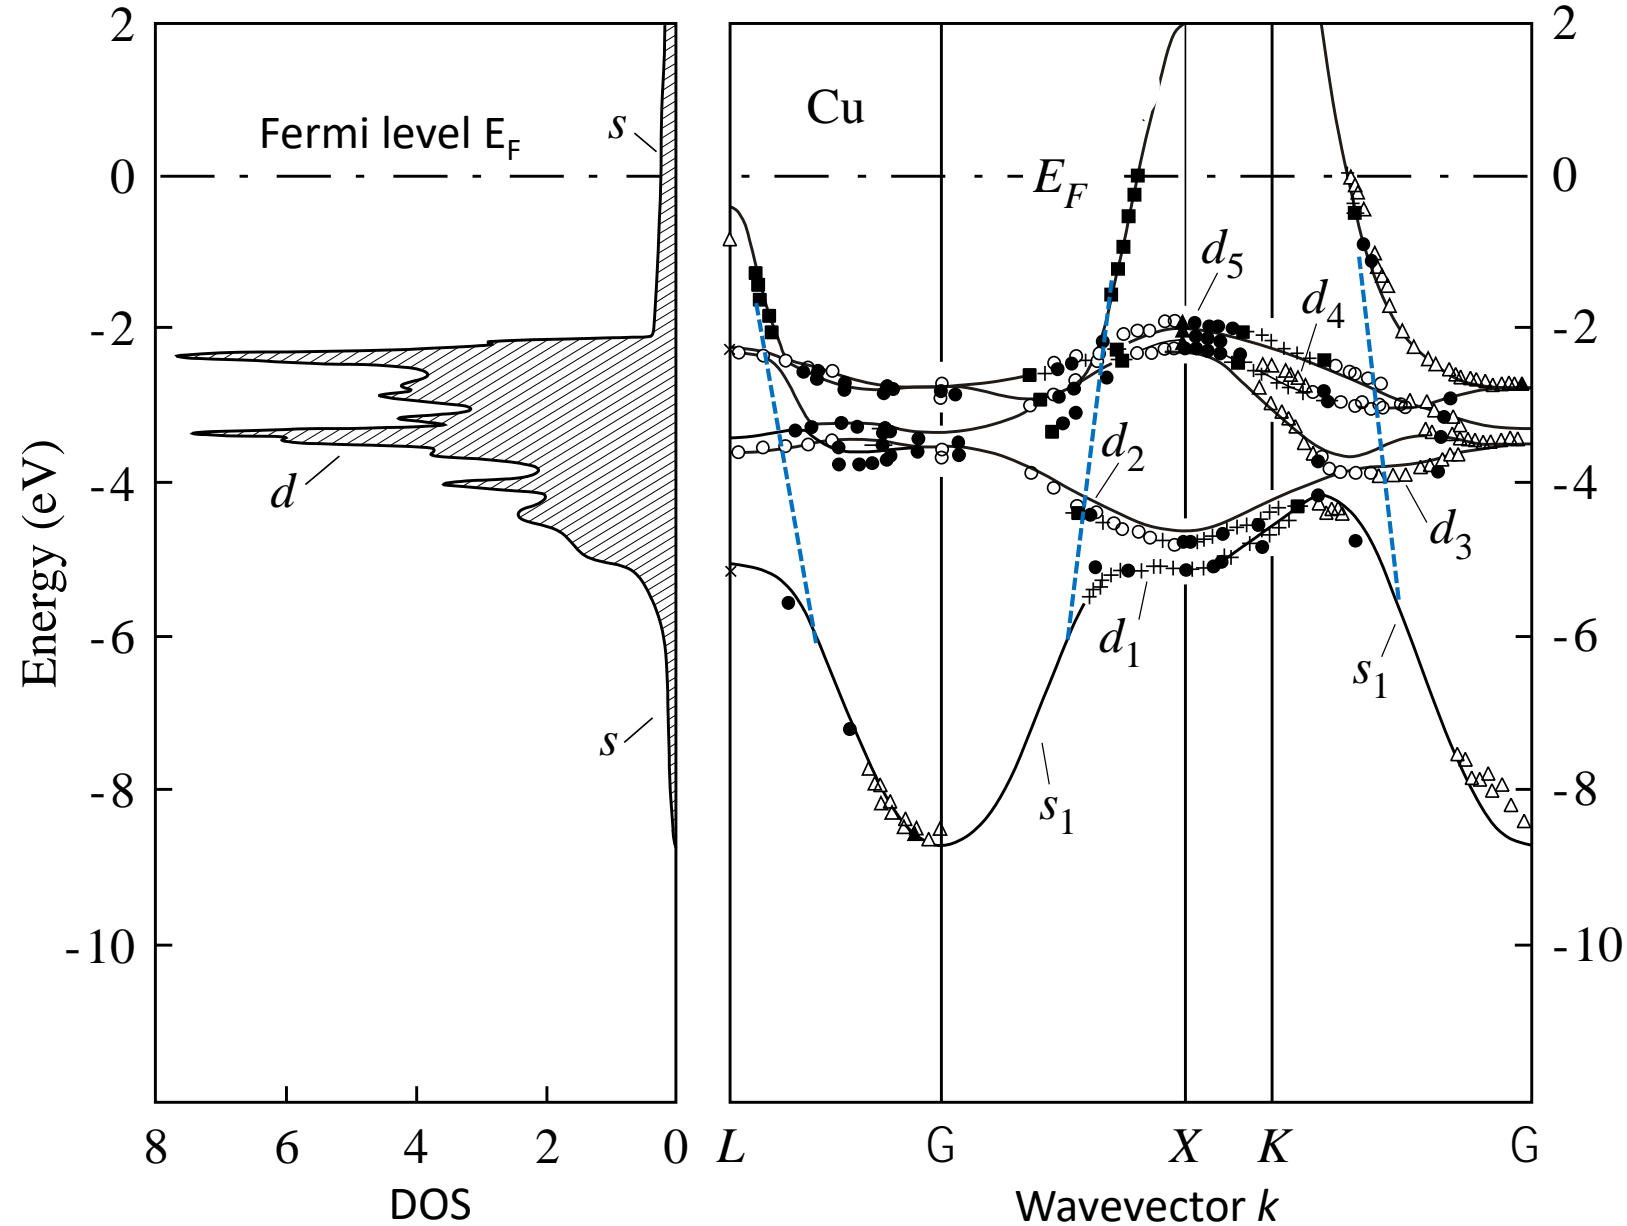 2
0
-2
-4
-6
-8
-10
Energy (eV)
8 6 4 2 0
DOS
Fermi level E_F
s
d
s
Cu
E_F
d_5
d_4
d_2
d_3
d_1
s_1
s_1
2
0
-2
-4
-6
-8
-10
L G X K G
Wavevector k